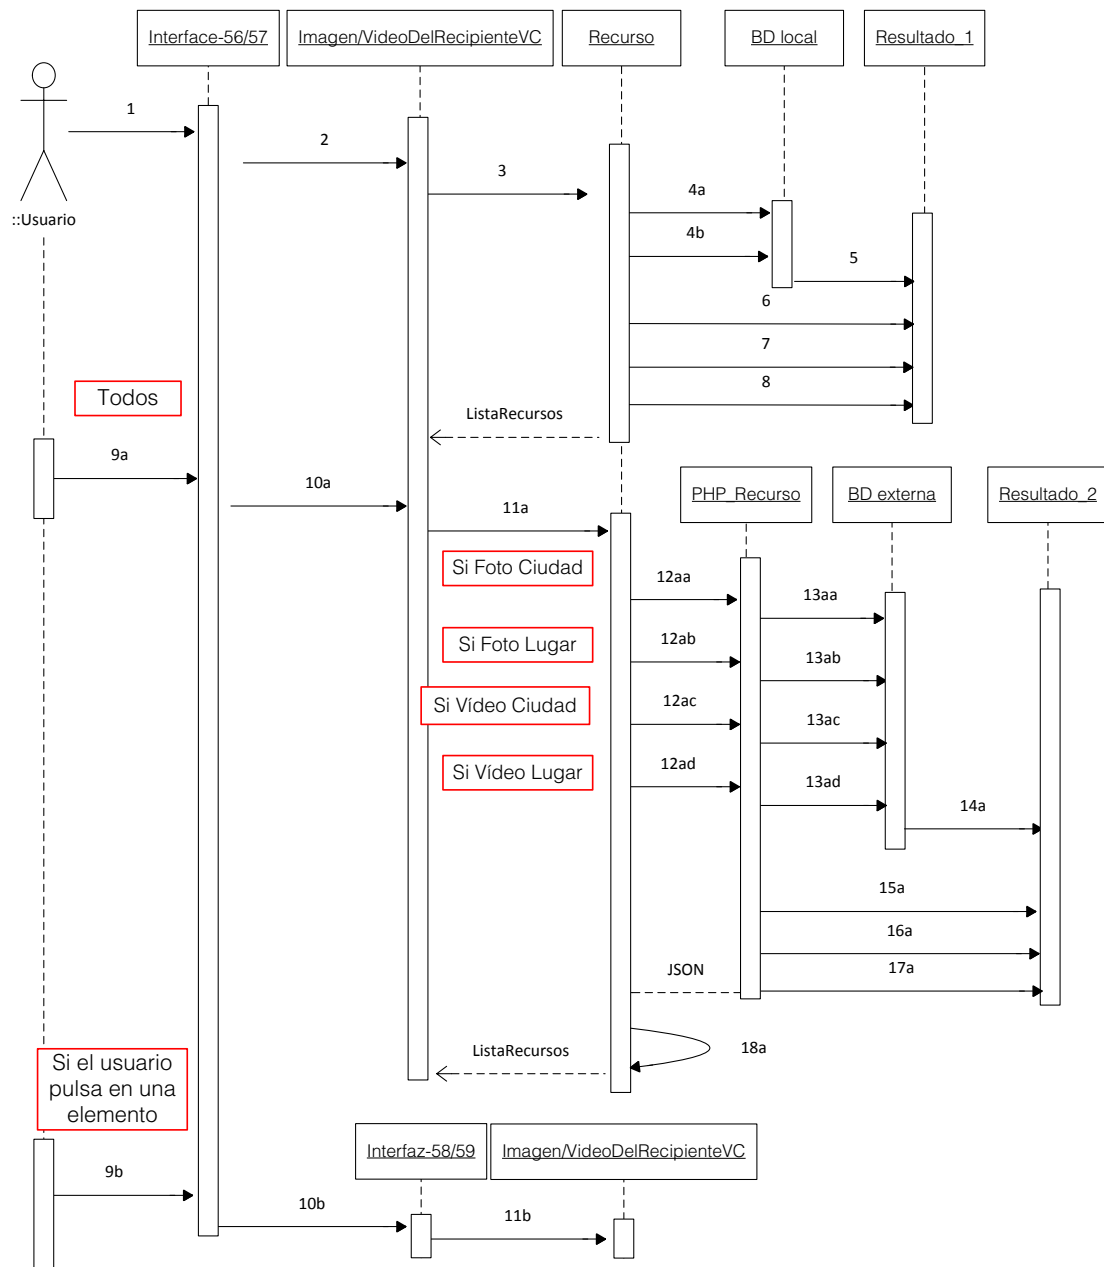 Interface-56/57
Imagen/VideoDelRecipienteVC
Recurso
BD local
Resultado_1
::Usuario
1
2
3
4a
4b
5
6
7
8
ListaRecursos
Todos
9a
10a
11a
PHP_Recurso
BD externa
Resultado_2
Si Foto Ciudad
12aa
13aa
Si Foto Lugar
12ab
13ab
Si Vídeo Ciudad
12ac
13ac
Si Vídeo Lugar
12ad
13ad
14a
15a
16a
JSON
17a
18a
ListaRecursos
Si el usuario
pulsa en una
elemento
Interfaz-58/59
Imagen/VideoDelRecipienteVC
9b
10b
11b